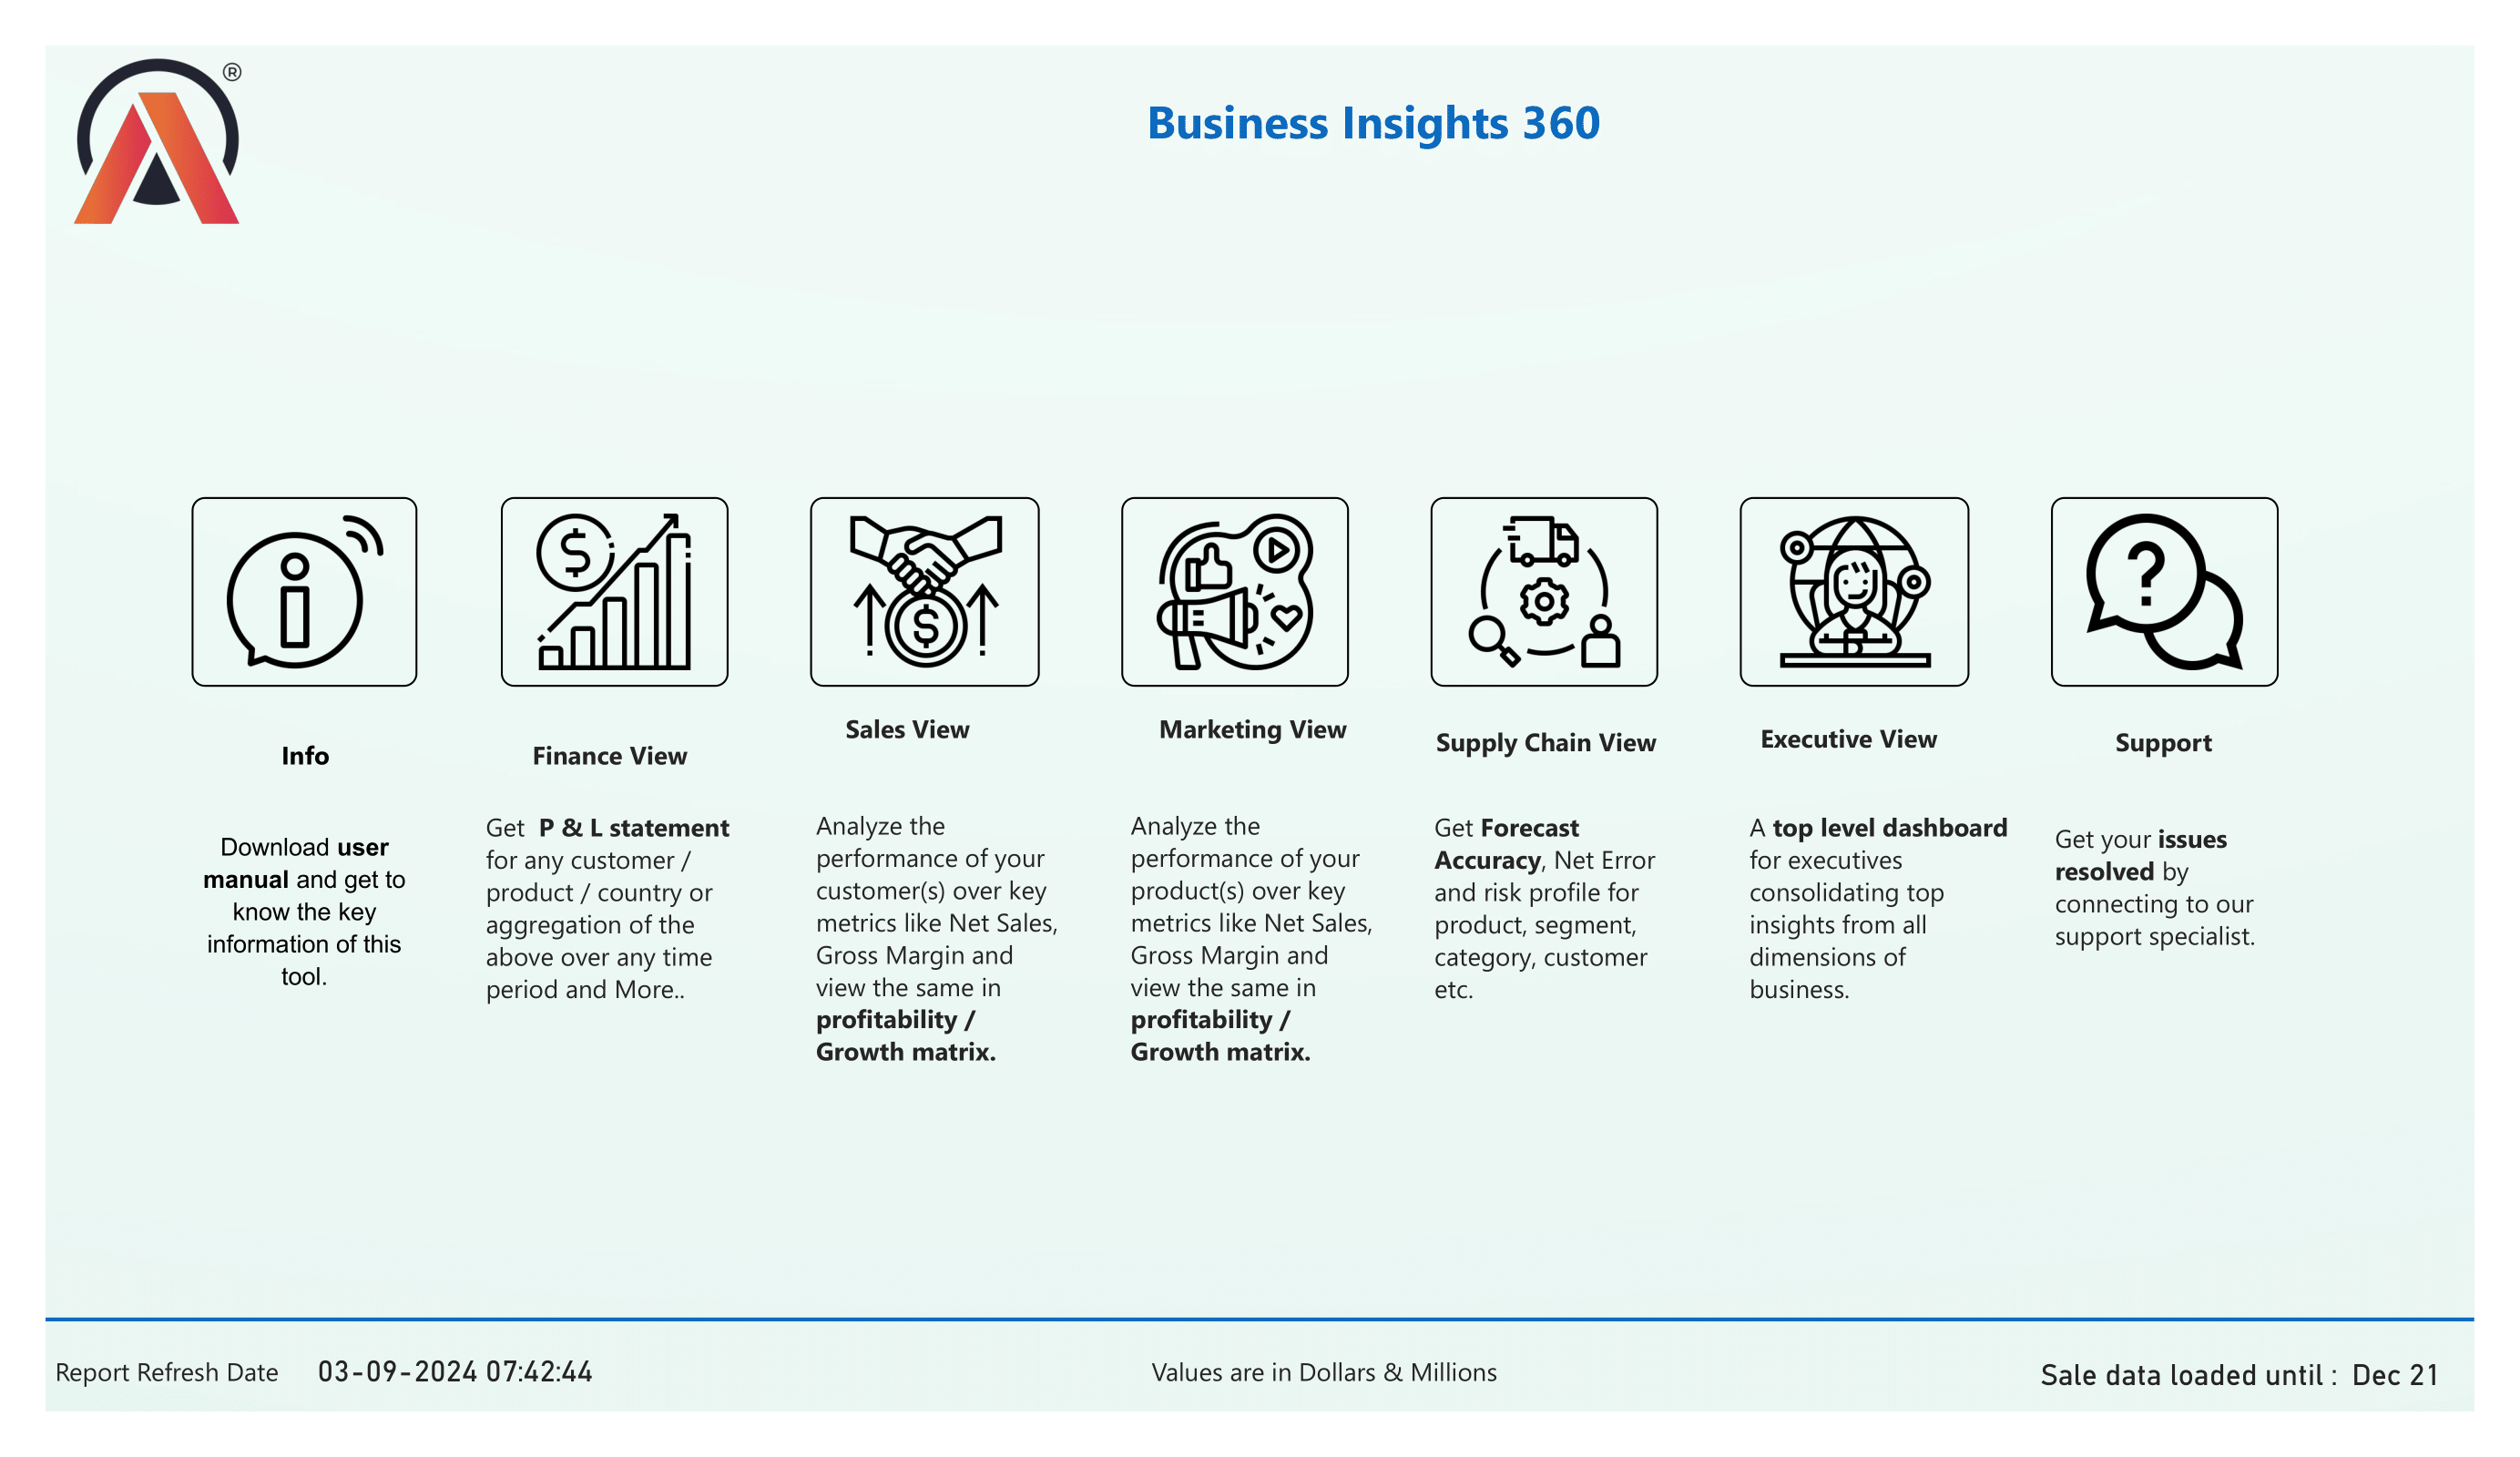 ®
Business Insights 360
Info
Download user
manual and get to
know the key
information of this
tool.
Finance View
Get  P & L statement
for any customer /
product / country or
aggregation of the
above over any time
period and More..
Sales View
Analyze the
performance of your
customer(s) over key
metrics like Net Sales,
Gross Margin and
view the same in
profitability /
Growth matrix.
Marketing View
Analyze the
performance of your
product(s) over key
metrics like Net Sales,
Gross Margin and
view the same in
profitability /
Growth matrix.
Supply Chain View
Get Forecast
Accuracy, Net Error
and risk profile for
product, segment,
category, customer
etc.
Executive View
A top level dashboard
for executives
consolidating top
insights from all
dimensions of
business.
Support
Get your issues
resolved by
connecting to our
support specialist.
Report Refresh Date 03-09-2024 07:42:44
Values are in Dollars & Millions
Sale data loaded until : Dec 21